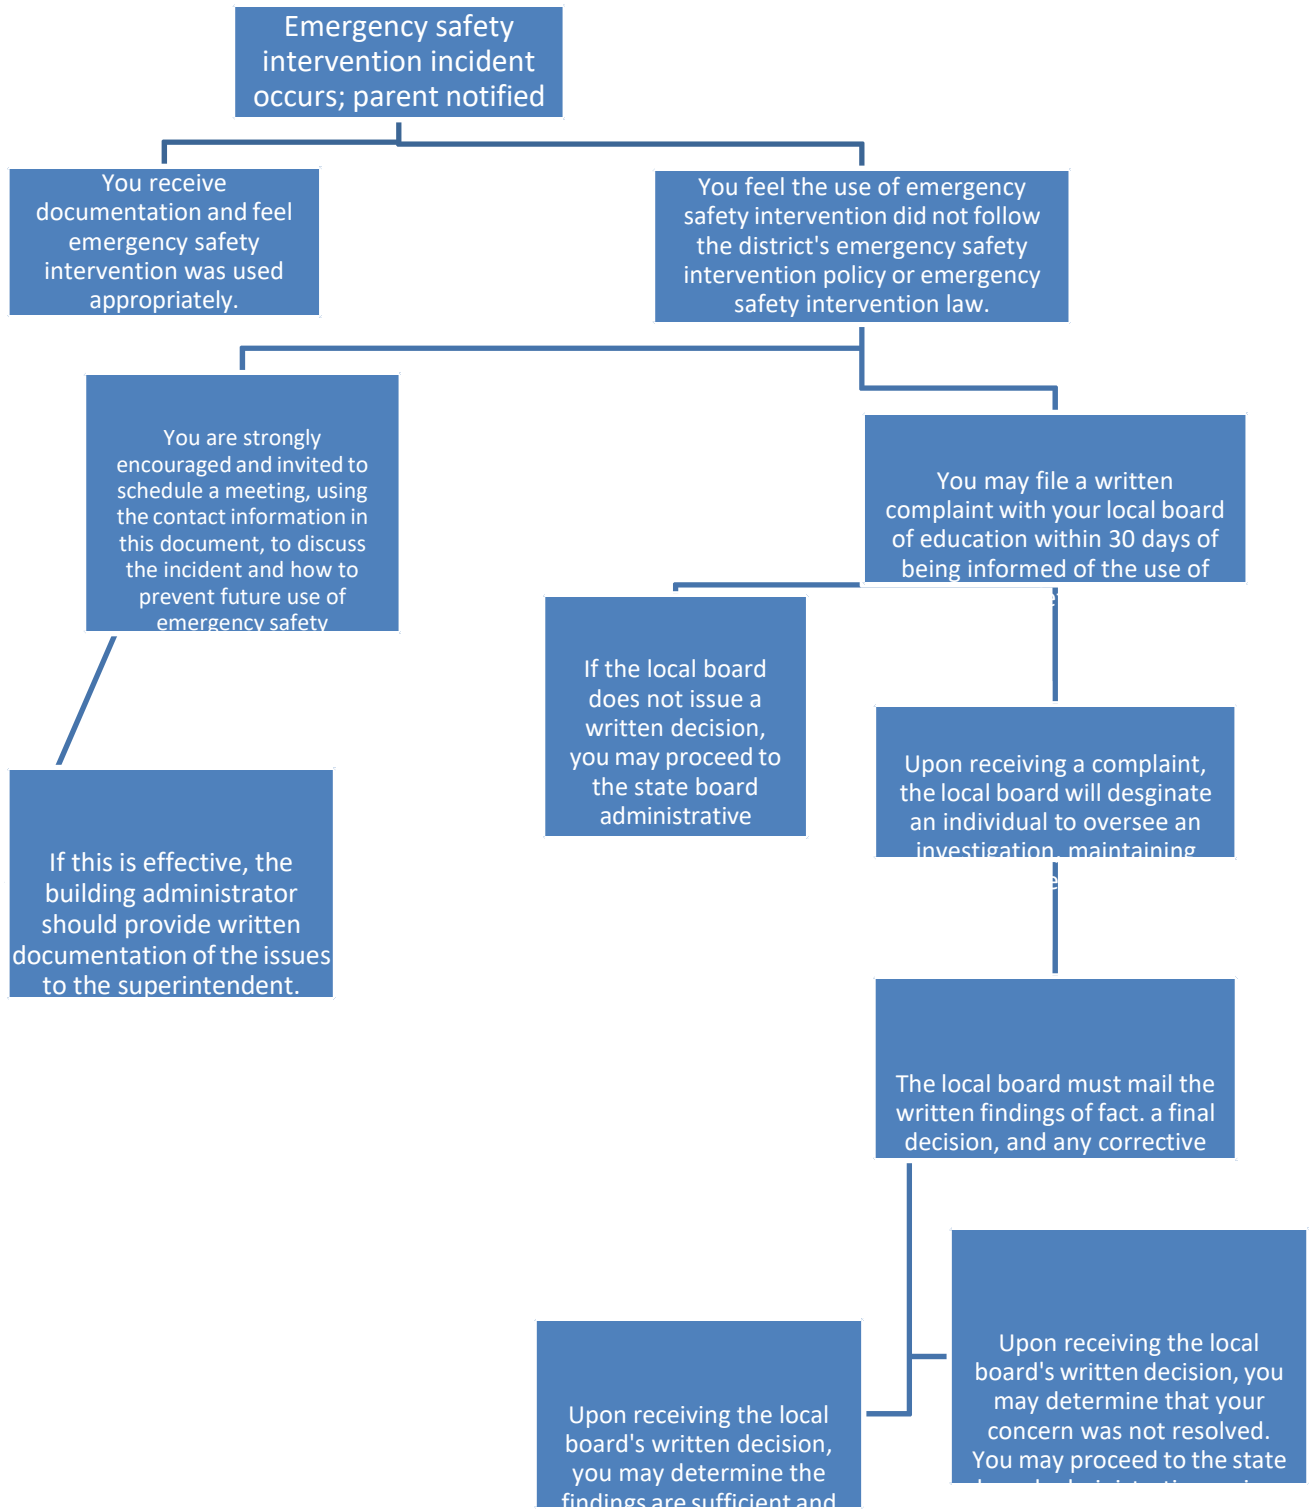 Emergency safety
intervention incident
occurs; parent notified
You receive
documentation and feel
emergency safety
intervention was used
appropriately.
You feel the use of emergency
safety intervention did not follow
the district's emergency safety
intervention policy or emergency
safety intervention law.
You are strongly
encouraged and invited to
schedule a meeting, using
the contact information in
this document, to discuss
the incident and how to
prevent future use of
emergency safety
You may file a written
complaint with your local board
of education within 30 days of
being informed of the use of
If the local board
does not issue a
written decision,
you may proceed to
the state board
administrative
Upon receiving a complaint,
the local board will desginate
an individual to oversee an
investigation, maintaining
If this is effective, the
building administrator
should provide written
documentation of the issues
to the superintendent.
The local board must mail the
written findings of fact. a final
decision, and any corrective
Upon receiving the local
board's written decision, you
may determine that your
concern was not resolved.
You may proceed to the state
Upon receiving the local
board's written decision,
you may determine the
findings are sufficient and